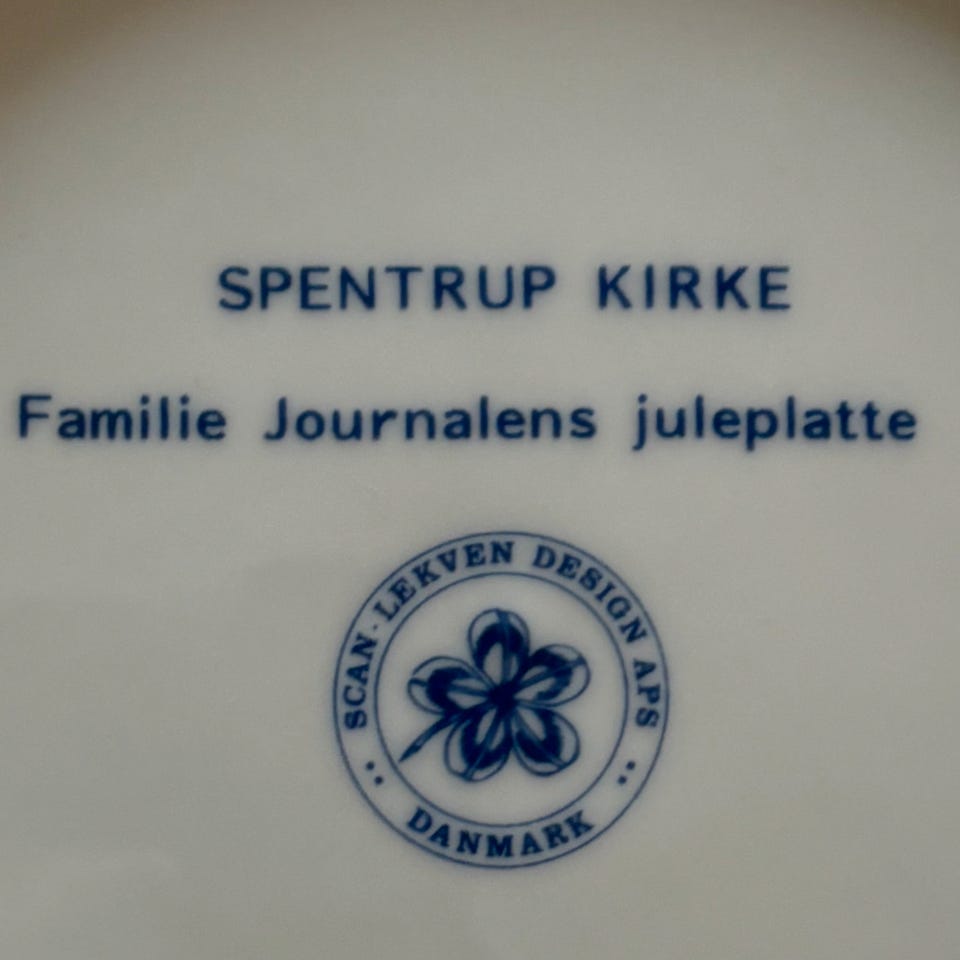 SPENTRUP KIRKE
Familie Journalens juleplatte
SCAN·LEKVEN DESIGN APS
DANMARK